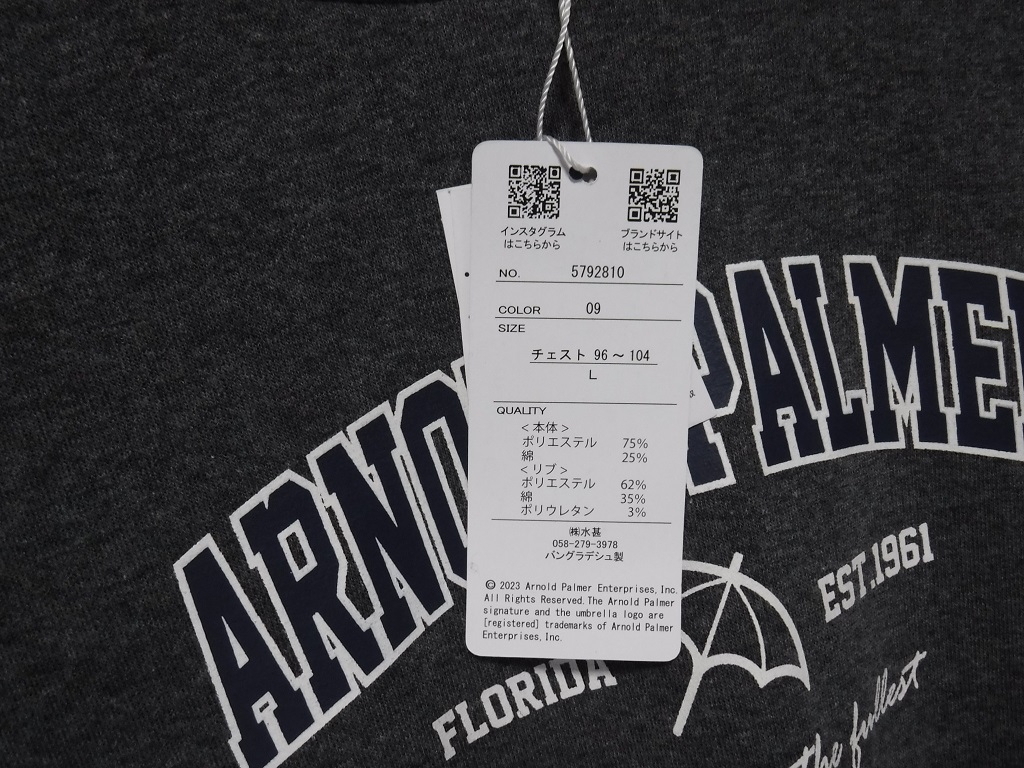 インスタグラム
はこちらから
ブランドサイト
はこちらから
NO. 5792810
COLOR 09
SIZE
チェスト 96～104
L
QUALITY
＜本体＞
ポリエステル 75%
綿 25%
＜リブ＞
ポリエステル 62%
綿 35%
ポリウレタン 3%
㈱水甚
058-279-3978
バングラデシュ製
© 2023 Arnold Palmer Enterprises, Inc.
All Rights Reserved. The Arnold Palmer
signature and the umbrella logo are
[registered] trademarks of Arnold Palmer
Enterprises, Inc.
ARNO PALME
EST.1961
FLORIDA
the fullest